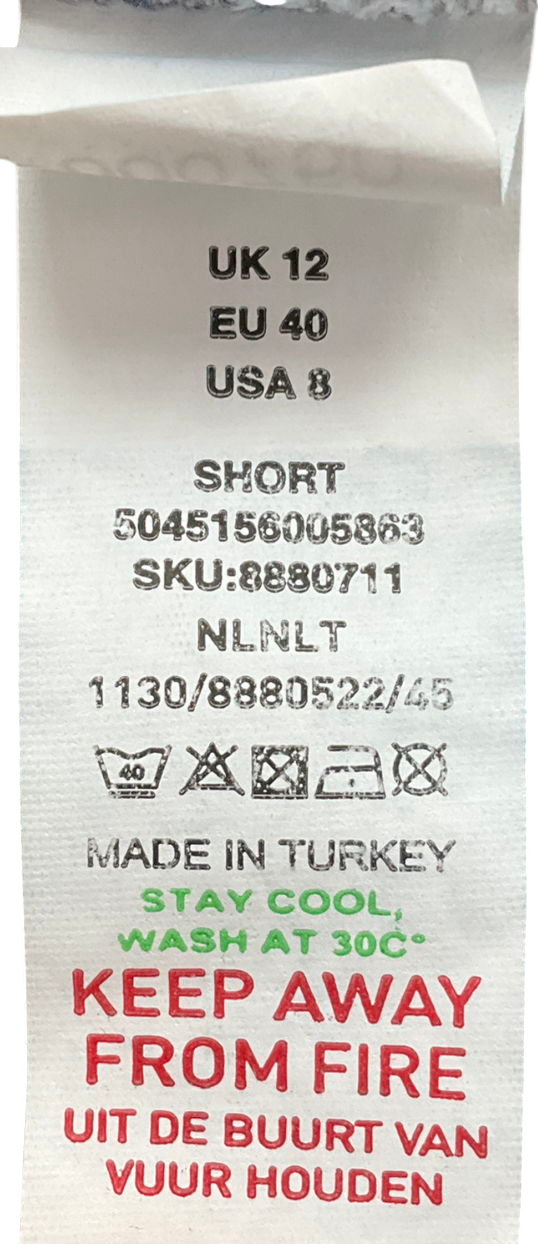 UK 12
EU 40
USA 8
SHORT
5045156005863
SKU:8880711
NLNLT
1130/8880522/45
40
MADE IN TURKEY
STAY COOL,
WASH AT 30C°
KEEP AWAY
FROM FIRE
UIT DE BUURT VAN
VUUR HOUDEN